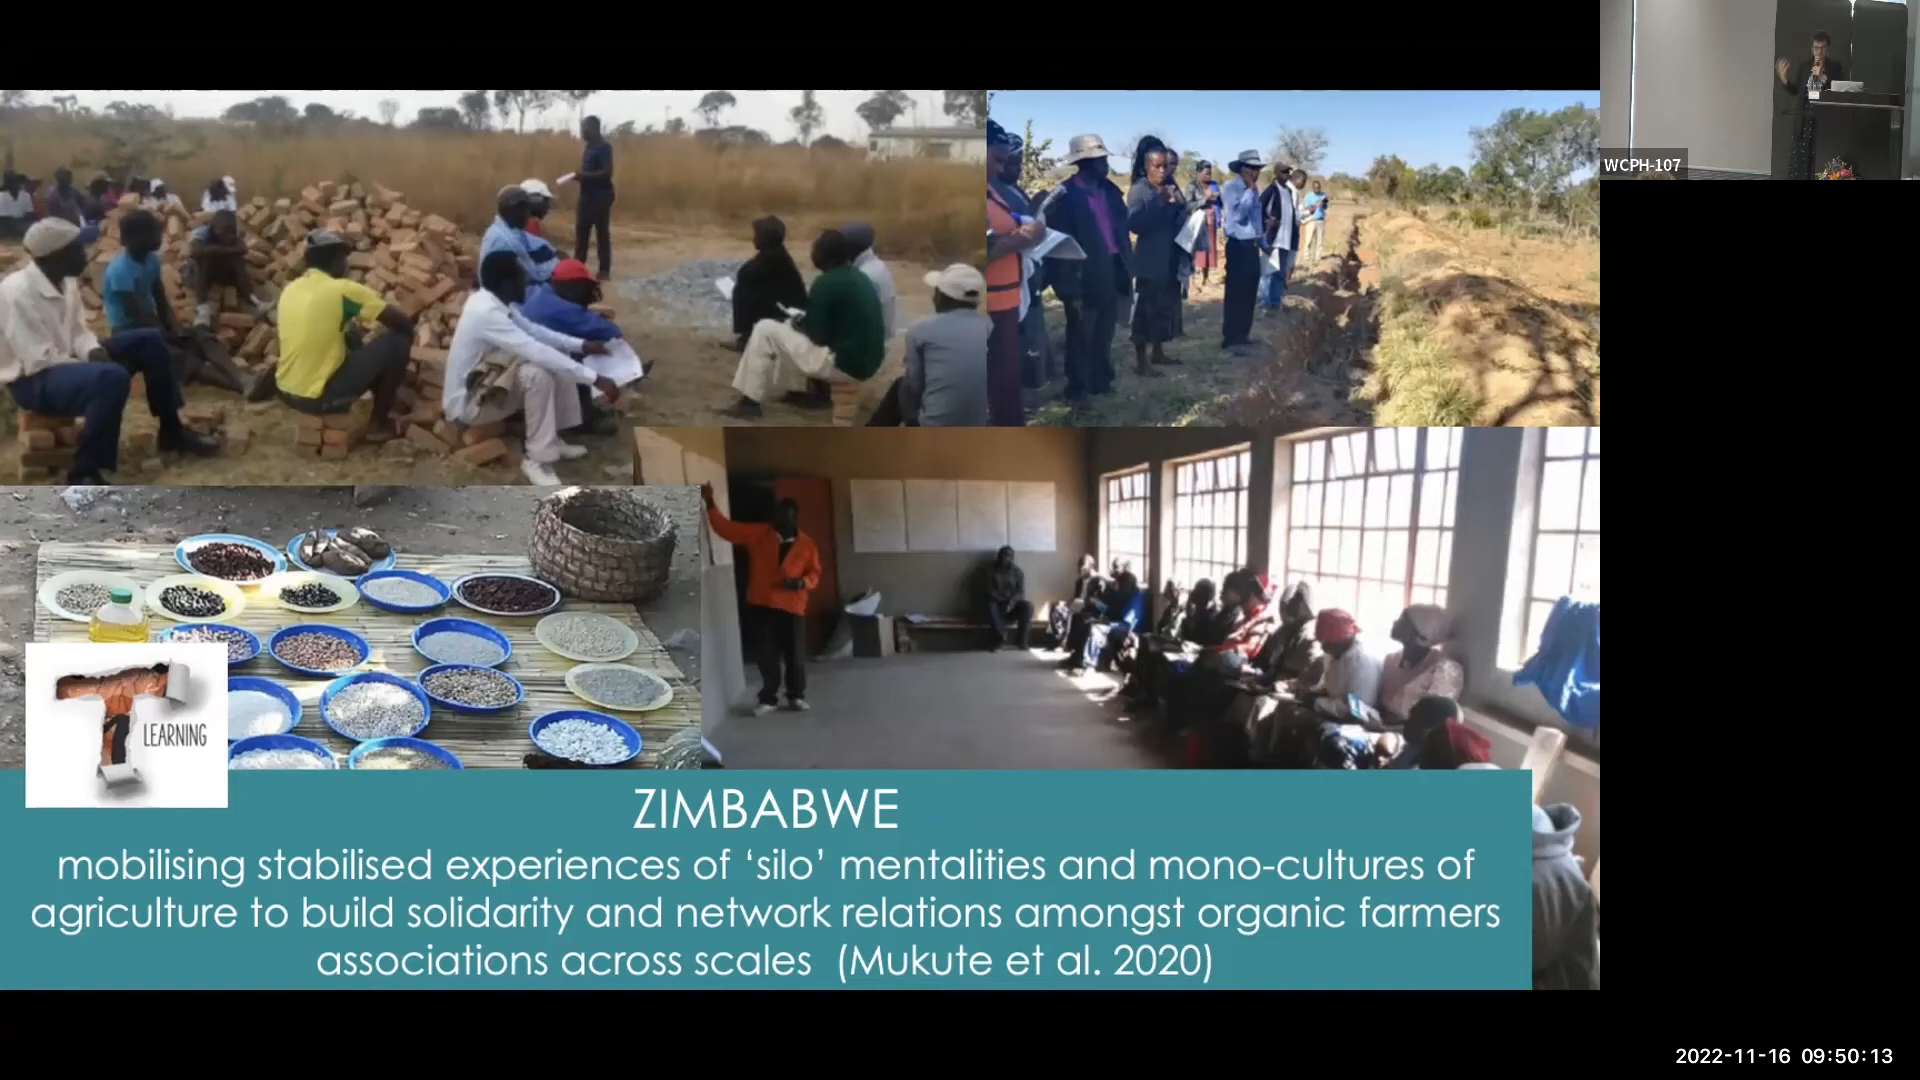 WCPH-107
T
LEARNING
ZIMBABWE
mobilising stabilised experiences of ‘silo’ mentalities and mono-cultures of
agriculture to build solidarity and network relations amongst organic farmers
associations across scales (Mukute et al. 2020)
2022-11-16 09:50:13